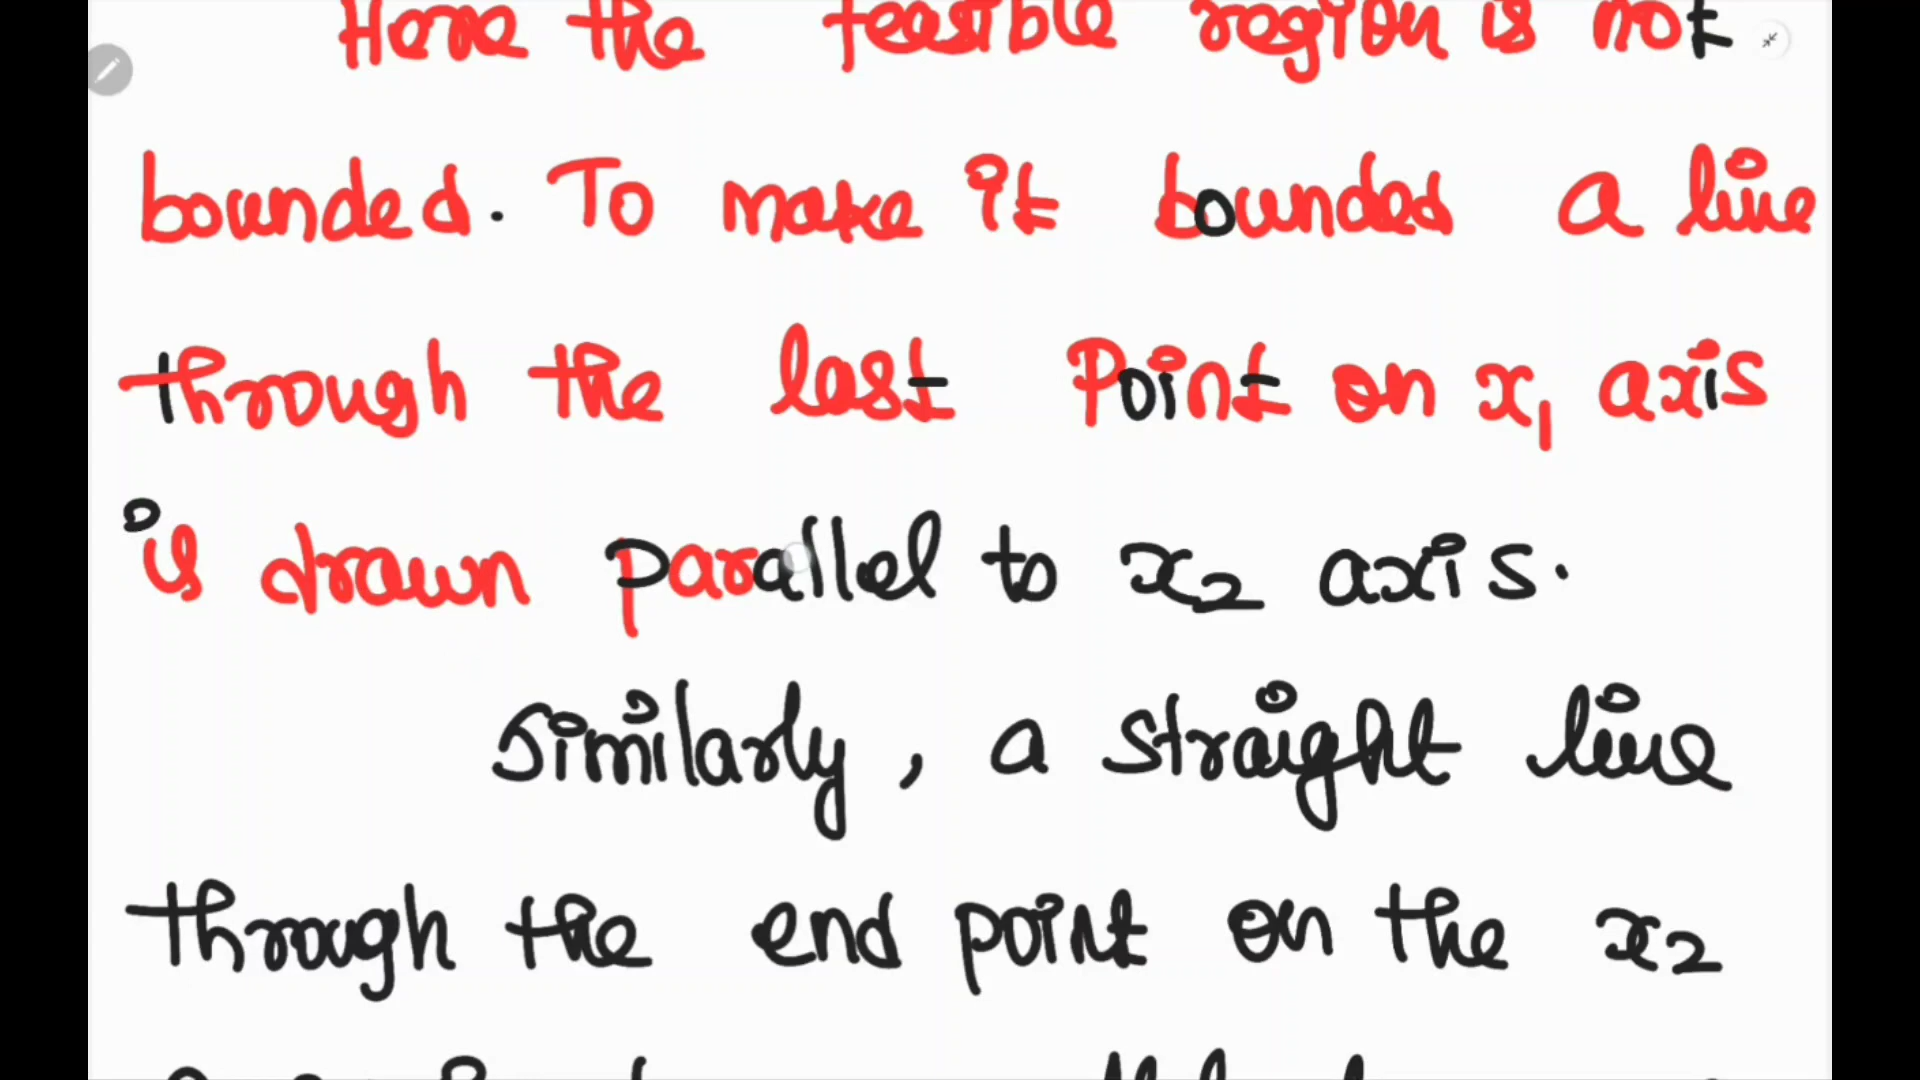 Here the feasible region is not
bounded. To make it bounded a line
through the last point on x₁ axis
is drawn parallel to x₂ axis.
Similarly, a straight line
through the end point on the x₂